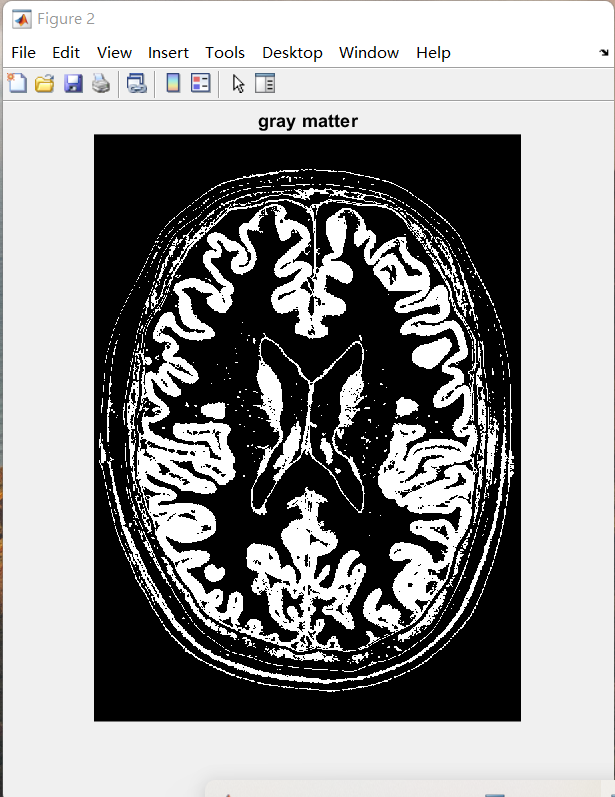 Figure 2
File Edit View Insert Tools Desktop Window Help
gray matter